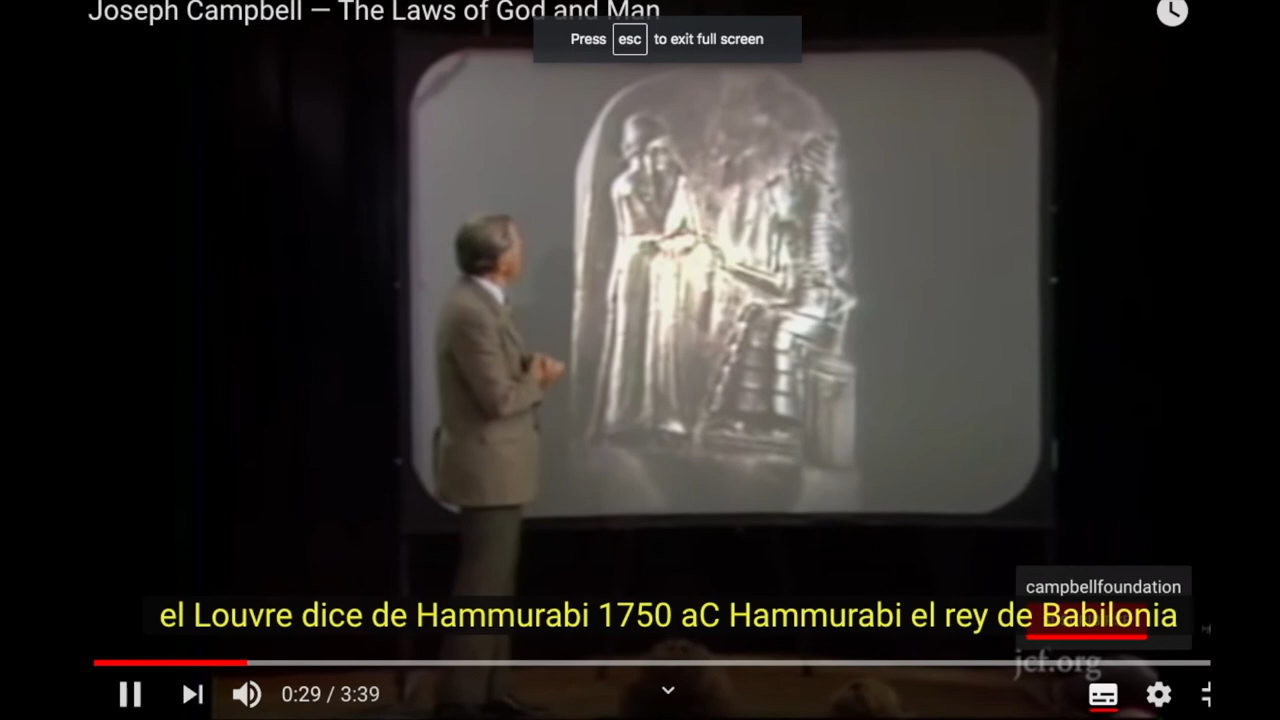 Joseph Campbell — The Laws of God and Man
Press esc to exit full screen
campbellfoundation
el Louvre dice de Hammurabi 1750 aC Hammurabi el rey de Babilonia
jcf.org
0:29 / 3:39